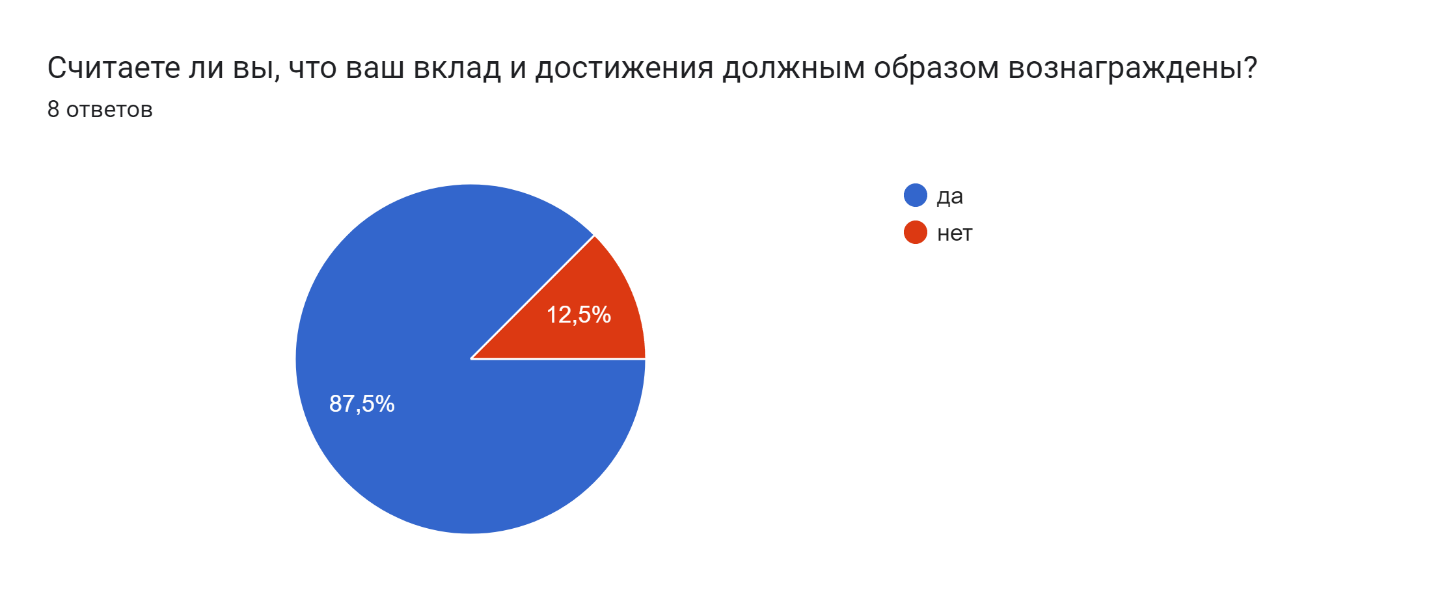 Считаете ли вы, что ваш вклад и достижения должным образом вознаграждены?
8 ответов
да
нет
12,5%
87,5%